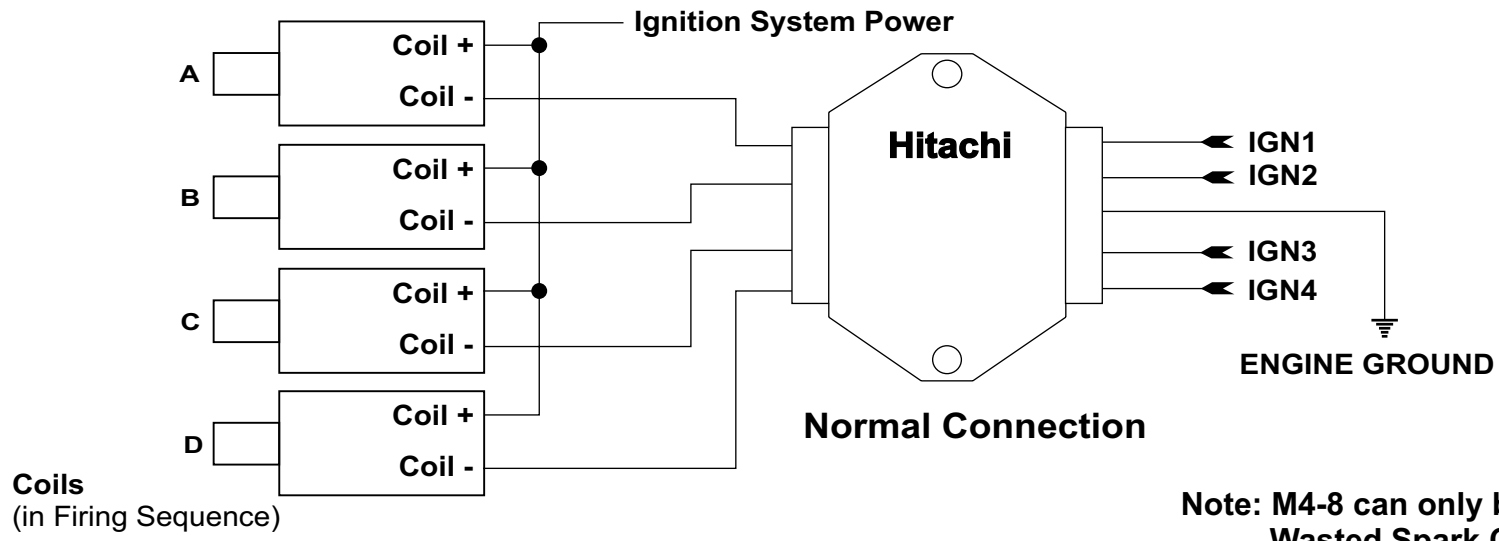 Ignition System Power
A
Coil +
Coil -
B
Coil +
Coil -
C
Coil +
Coil -
D
Coil +
Coil -
Hitachi
IGN1
IGN2
IGN3
IGN4
ENGINE GROUND
Normal Connection
Coils
(in Firing Sequence)
Note: M4-8 can only
Wasted Spark